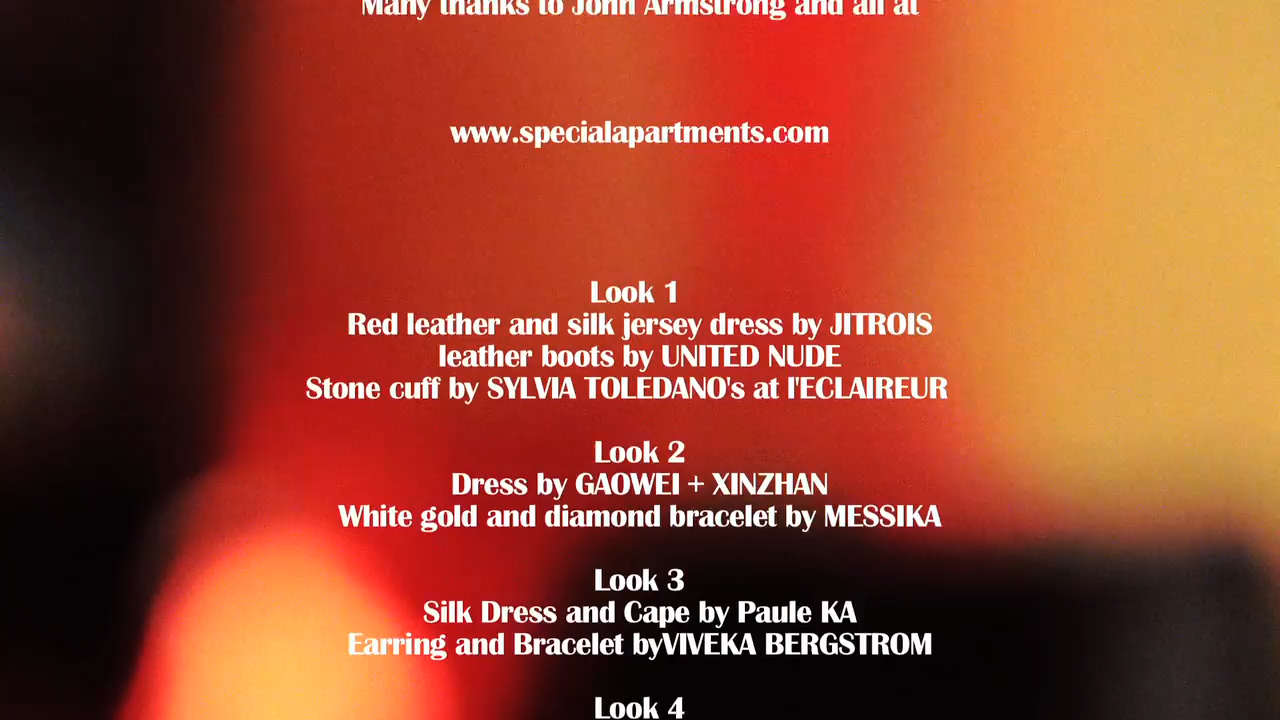 Many thanks to John Armstrong and all at
www.specialapartments.com
Look 1
Red leather and silk jersey dress by JITROIS
leather boots by UNITED NUDE
Stone cuff by SYLVIA TOLEDANO's at l'ECLAIREUR
Look 2
Dress by GAOWEI + XINZHAN
White gold and diamond bracelet by MESSIKA
Look 3
Silk Dress and Cape by Paule KA
Earring and Bracelet byVIVEKA BERGSTROM
Look 4